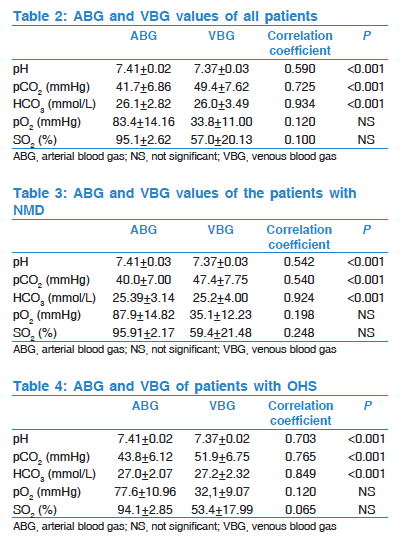 Table 2: ABG and VBG values of all patients
ABG VBG Correlation coefficient P
pH 7.41±0.02 7.37±0.03 0.590 <0.001
pCO2 (mmHg) 41.7±6.86 49.4±7.62 0.725 <0.001
HCO3 (mmol/L) 26.1±2.82 26.0±3.49 0.934 <0.001
pO2 (mmHg) 83.4±14.16 33.8±11.00 0.120 NS
SO2 (%) 95.1±2.62 57.0±20.13 0.100 NS
ABG, arterial blood gas; NS, not significant; VBG, venous blood gas
Table 3: ABG and VBG values of the patients with
NMD
ABG VBG Correlation coefficient P
pH 7.41±0.03 7.37±0.03 0.542 <0.001
pCO2 (mmHg) 40.0±7.00 47.4±7.75 0.540 <0.001
HCO3 (mmol/L) 25.39±3.14 25.2±4.00 0.924 <0.001
pO2 (mmHg) 87.9±14.82 35.1±12.23 0.198 NS
SO2 (%) 95.91±2.17 59.4±21.48 0.248 NS
ABG, arterial blood gas; NS, not significant; VBG, venous blood gas
Table 4: ABG and VBG of patients with OHS
ABG VBG Correlation coefficient P
pH 7.41±0.02 7.37±0.02 0.703 <0.001
pCO2 (mmHg) 43.8±6.12 51.9±6.75 0.765 <0.001
HCO3 (mmol/L) 27.0±2.07 27.2±2.32 0.849 <0.001
pO2 (mmHg) 77.6±10.96 32,1±9.07 0.120 NS
SO2 (%) 94.1±2.85 53.4±17.99 0.065 NS
ABG, arterial blood gas; NS, not significant; VBG, venous blood gas